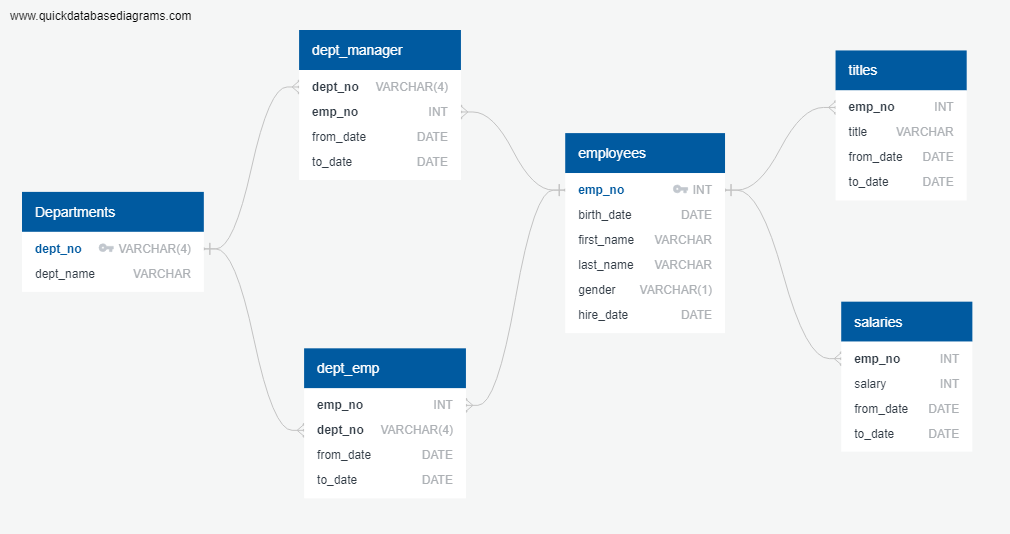 www.quickdatabasediagrams.com
dept_manager
dept_no VARCHAR(4)
emp_no INT
from_date DATE
to_date DATE
titles
emp_no INT
title VARCHAR
from_date DATE
to_date DATE
employees
emp_no INT
birth_date DATE
first_name VARCHAR
last_name VARCHAR
gender VARCHAR(1)
hire_date DATE
Departments
dept_no VARCHAR(4)
dept_name VARCHAR
salaries
emp_no INT
salary INT
from_date DATE
to_date DATE
dept_emp
emp_no INT
dept_no VARCHAR(4)
from_date DATE
to_date DATE